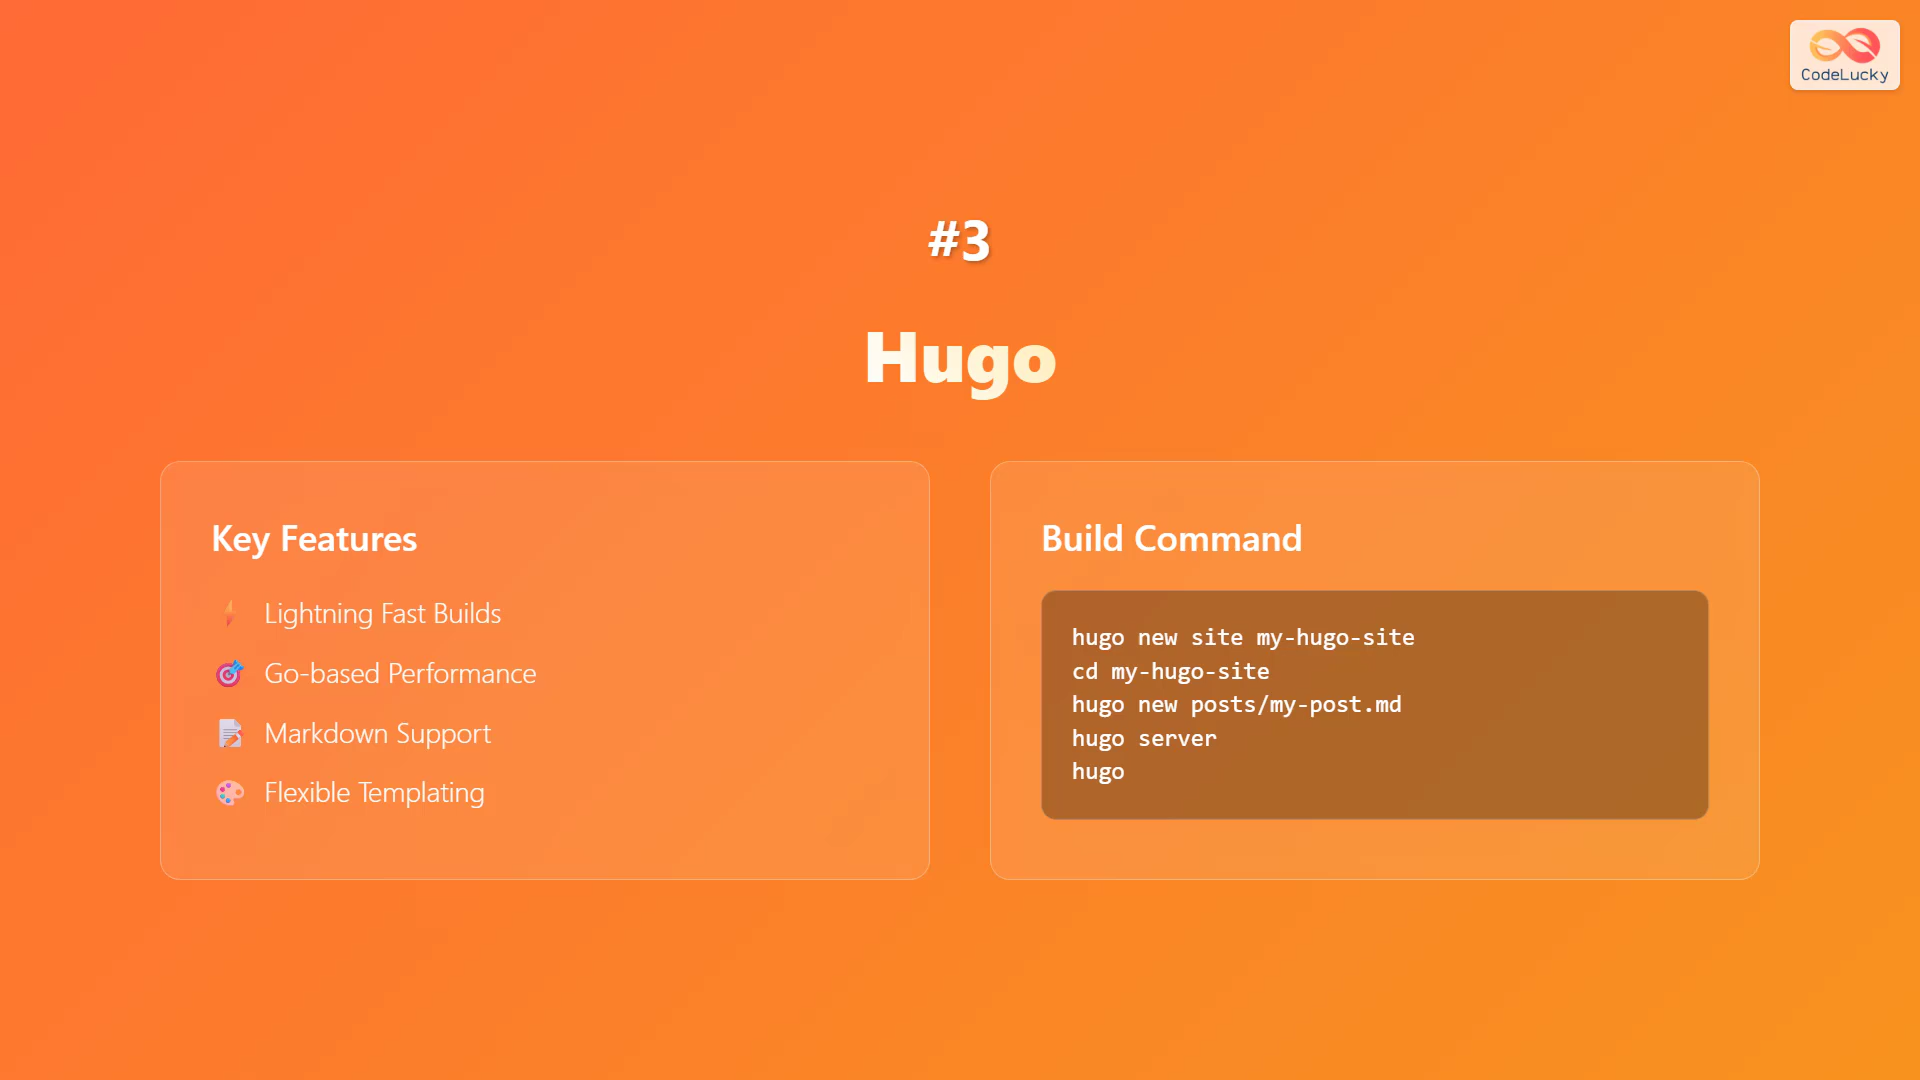 CodeLucky
#3
Hugo
Key Features
Lightning Fast Builds
Go-based Performance
Markdown Support
Flexible Templating
Build Command
hugo new site my-hugo-site
cd my-hugo-site
hugo new posts/my-post.md
hugo server
hugo